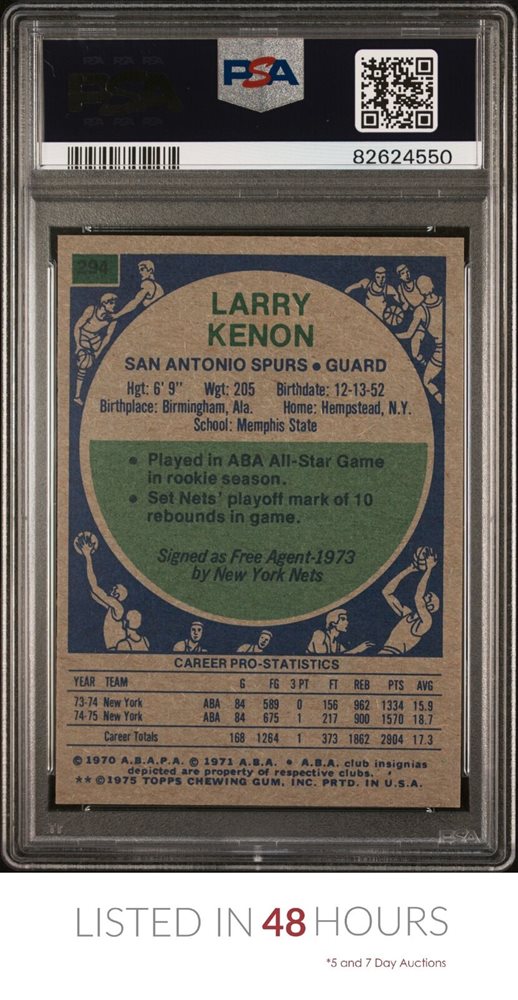 PSA PSA PSA
PSA
PSA
82624550
294
LARRY
KENON
SAN ANTONIO SPURS • GUARD
Hgt: 6' 9" Wgt: 205 Birthdate: 12-13-52
Birthplace: Birmingham, Ala. Home: Hempstead, N.Y.
School: Memphis State
• Played in ABA All-Star Game
in rookie season.
• Set Nets' playoff mark of 10
rebounds in game.
Signed as Free Agent-1973
by New York Nets
CAREER PRO-STATISTICS
YEAR TEAM G FG 3 PT FT REB PTS AVG
73-74 New York ABA 84 589 0 156 962 1334 15.9
74-75 New York ABA 84 675 1 217 900 1570 18.7
Career Totals 168 1264 1 373 1862 2904 17.3
© 1970 A.B.A.P.A. © 1971 A.B.A. • A.B.A. club insignias
depicted are property of respective clubs.
** ©1975 TOPPS CHEWING GUM, INC. PRTD. IN U.S.A.
PSA
LISTED IN 48 HOURS
*5 and 7 Day Auctions